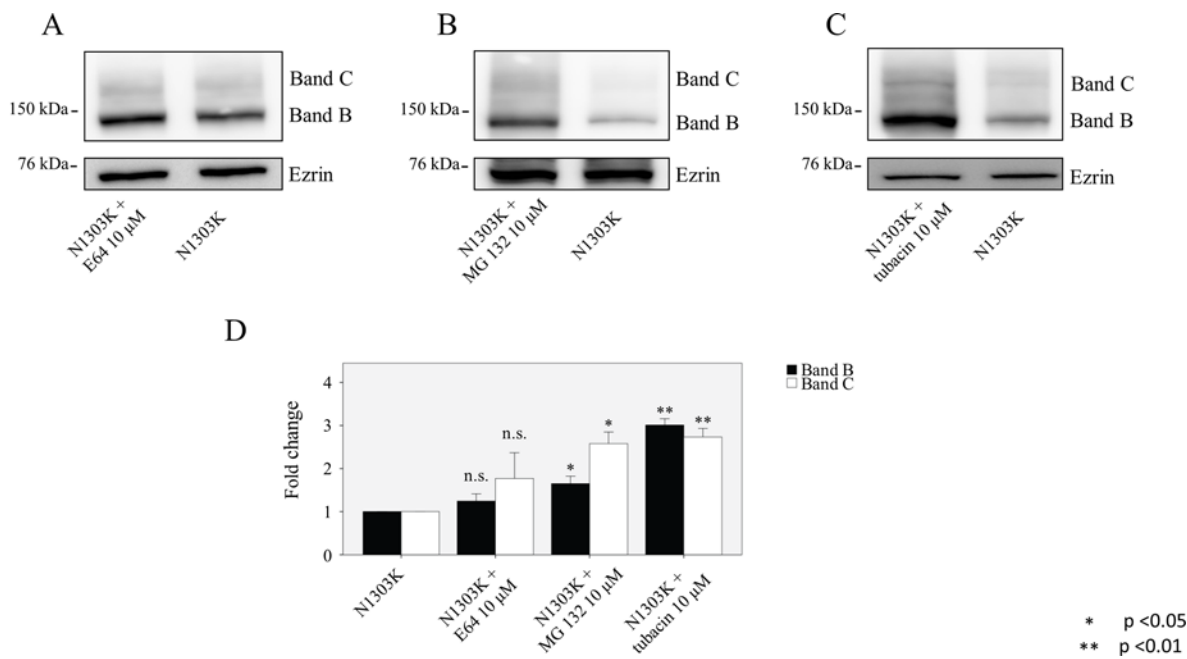 A
Band C
150 kDa-
Band B
76 kDa-
Ezrin
N1303K +
E64 10 µM
N1303K
B
Band C
150 kDa-
Band B
76 kDa-
Ezrin
N1303K +
MG 132 10 µM
N1303K
C
Band C
150 kDa-
Band B
76 kDa-
Ezrin
N1303K +
tubacin 10 µM
N1303K
D
Band B
Band C
Fold change
4
3
2
1
0
n.s.
n.s.
*
*
**
**
N1303K
N1303K +
E64 10 µM
N1303K +
MG 132 10 µM
N1303K +
tubacin 10 µM
* p <0.05
** p <0.01